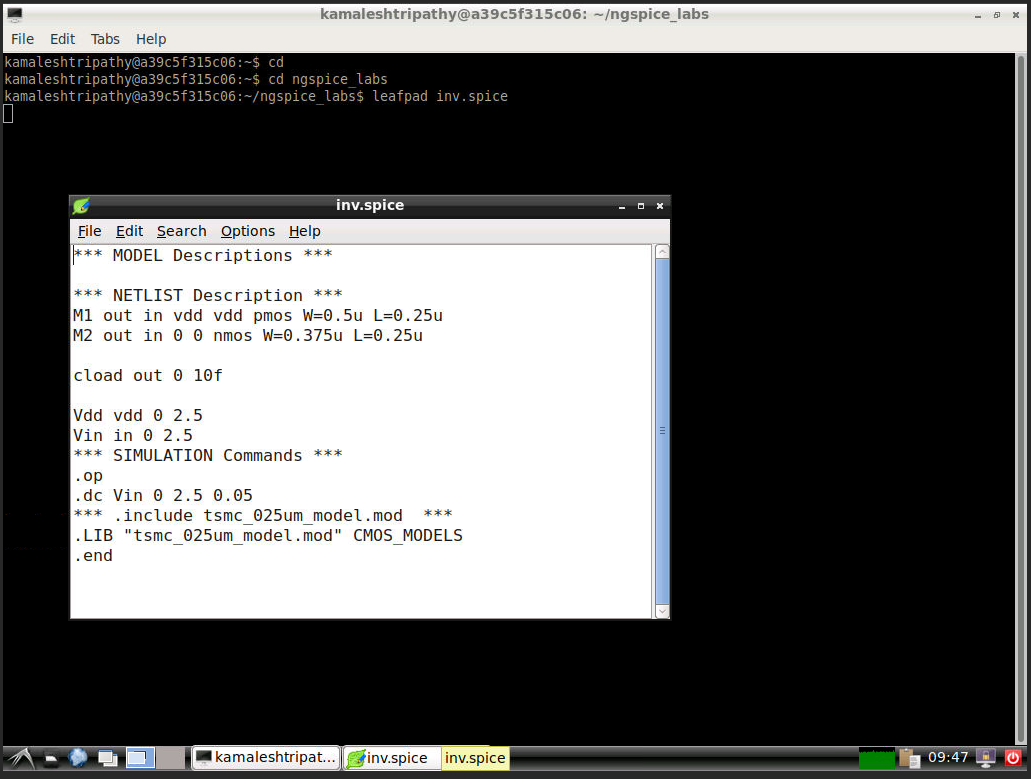 kamaleshtripathy@a39c5f315c06: ~/ngspice_labs
File Edit Tabs Help
kamaleshtripathy@a39c5f315c06:~$ cd
kamaleshtripathy@a39c5f315c06:~$ cd ngspice_labs
kamaleshtripathy@a39c5f315c06:~/ngspice_labs$ leafpad inv.spice
inv.spice
File Edit Search Options Help
*** MODEL Descriptions ***
*** NETLIST Description ***
M1 out in vdd vdd pmos W=0.5u L=0.25u
M2 out in 0 0 nmos W=0.375u L=0.25u
cload out 0 10f
Vdd vdd 0 2.5
Vin in 0 2.5
*** SIMULATION Commands ***
.op
.dc Vin 0 2.5 0.05
*** .include tsmc_025um_model.mod  ***
.LIB "tsmc_025um_model.mod" CMOS_MODELS
.end
kamaleshtripat... inv.spice inv.spice 09:47